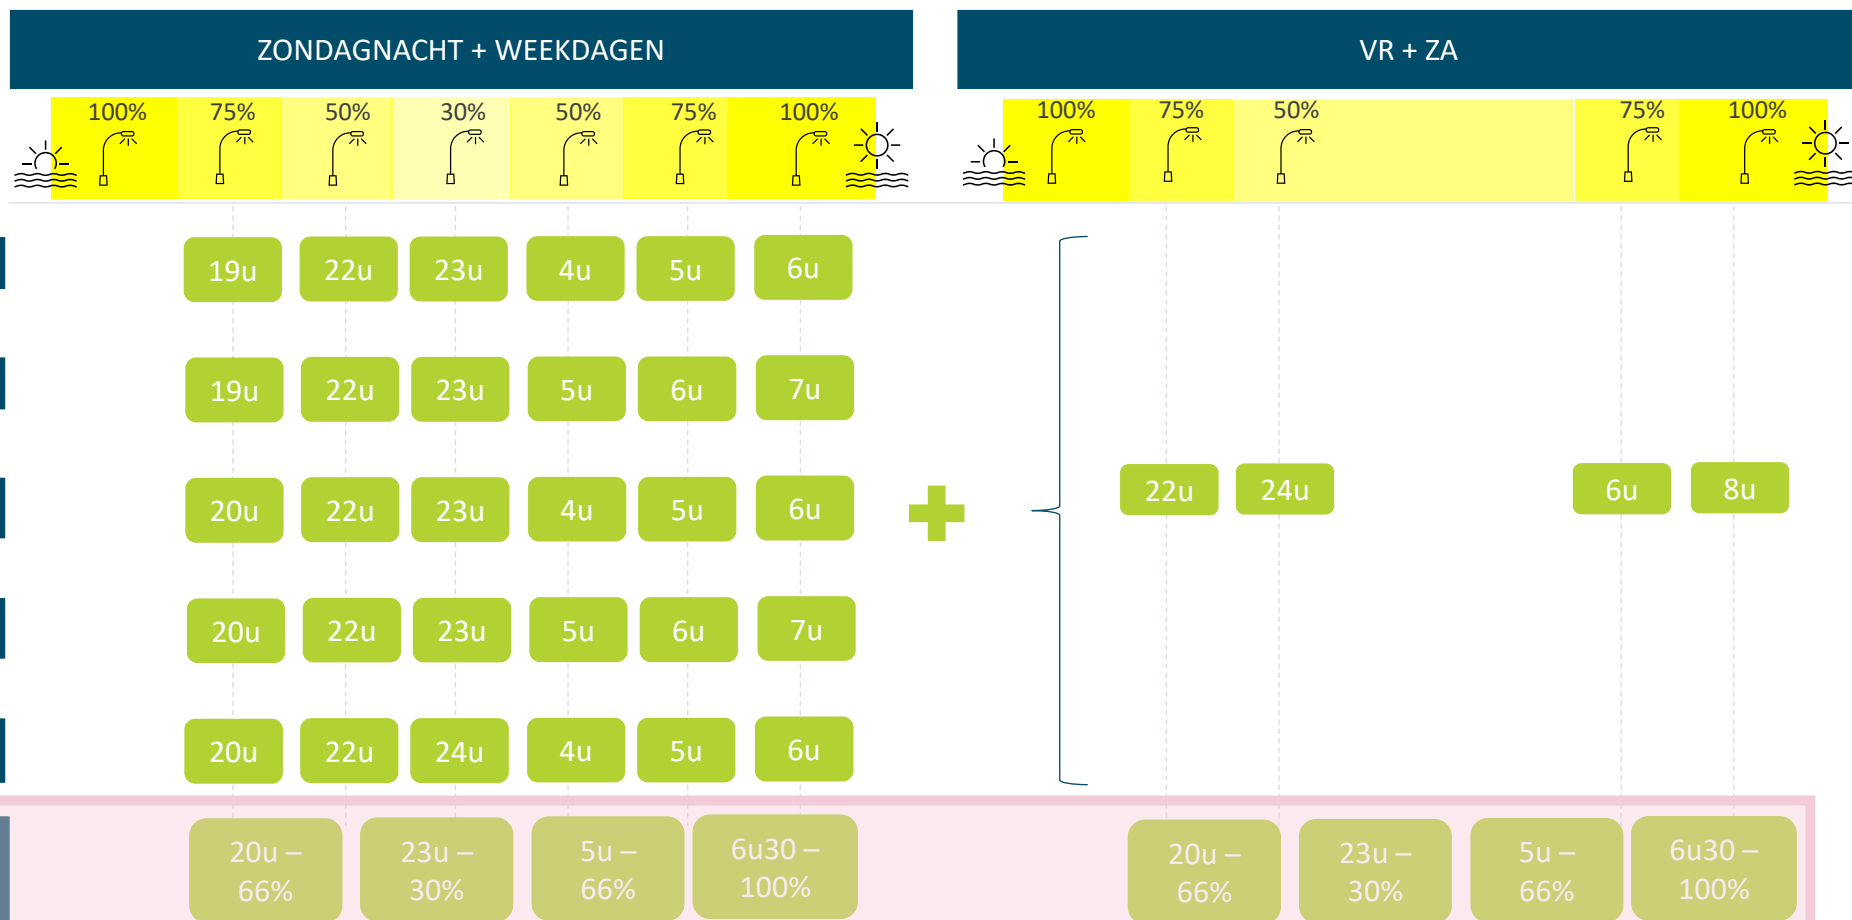 ZONDAGNACHT + WEEKDAGEN
VR + ZA
100% 75% 50% 30% 50% 75% 100%
100% 75% 50% 75% 100%
19u 22u 23u 4u 5u 6u
19u 22u 23u 5u 6u 7u
20u 22u 23u 4u 5u 6u
22u 24u 6u 8u
20u 22u 23u 5u 6u 7u
20u 22u 24u 4u 5u 6u
20u –
66%
23u –
30%
5u –
66%
6u30 –
100%
20u –
66%
23u –
30%
5u –
66%
6u30 –
100%